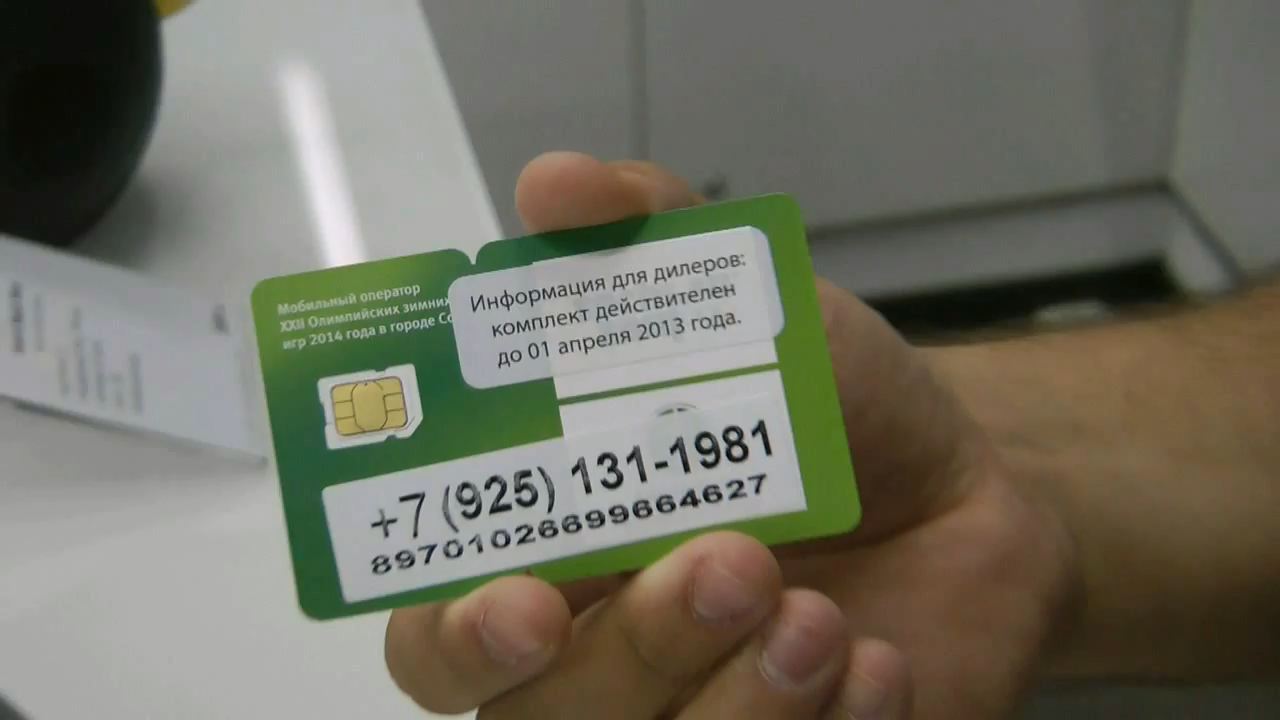 Мобильный оператор
XXII Олимпийских зимних
игр 2014 года в городе
Информация для дилеров:
комплект действителен
до 01 апреля 2013 года.
+7 (925) 131-1981
89701026699664627